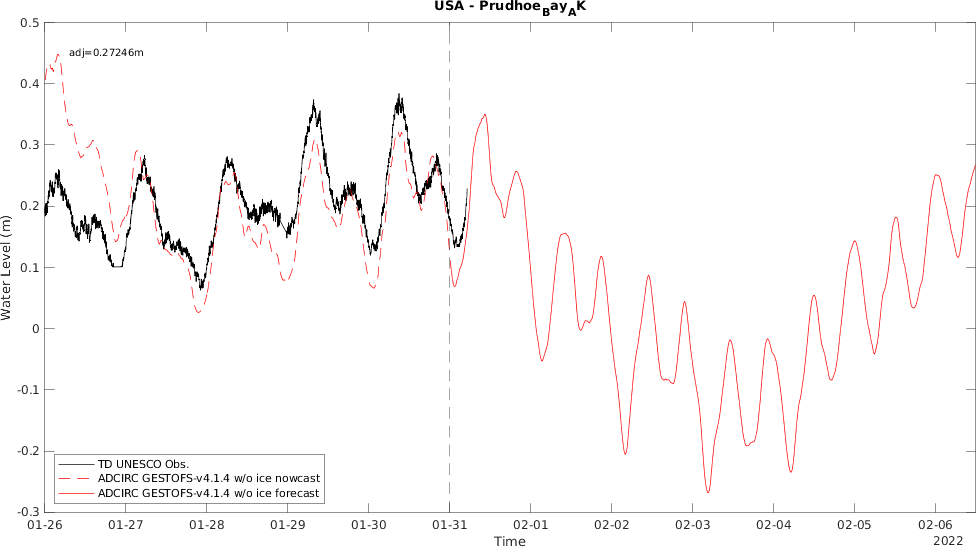 USA - Prudhoe_Bay_AK
adj=0.27246m
0.5
0.4
0.3
0.2
0.1
0
-0.1
-0.2
-0.3
Water Level (m)
TD UNESCO Obs.
ADCIRC GESTOFS-v4.1.4 w/o ice nowcast
ADCIRC GESTOFS-v4.1.4 w/o ice forecast
01-26 01-27 01-28 01-29 01-30 01-31 02-01 02-02 02-03 02-04 02-05 02-06
Time
2022